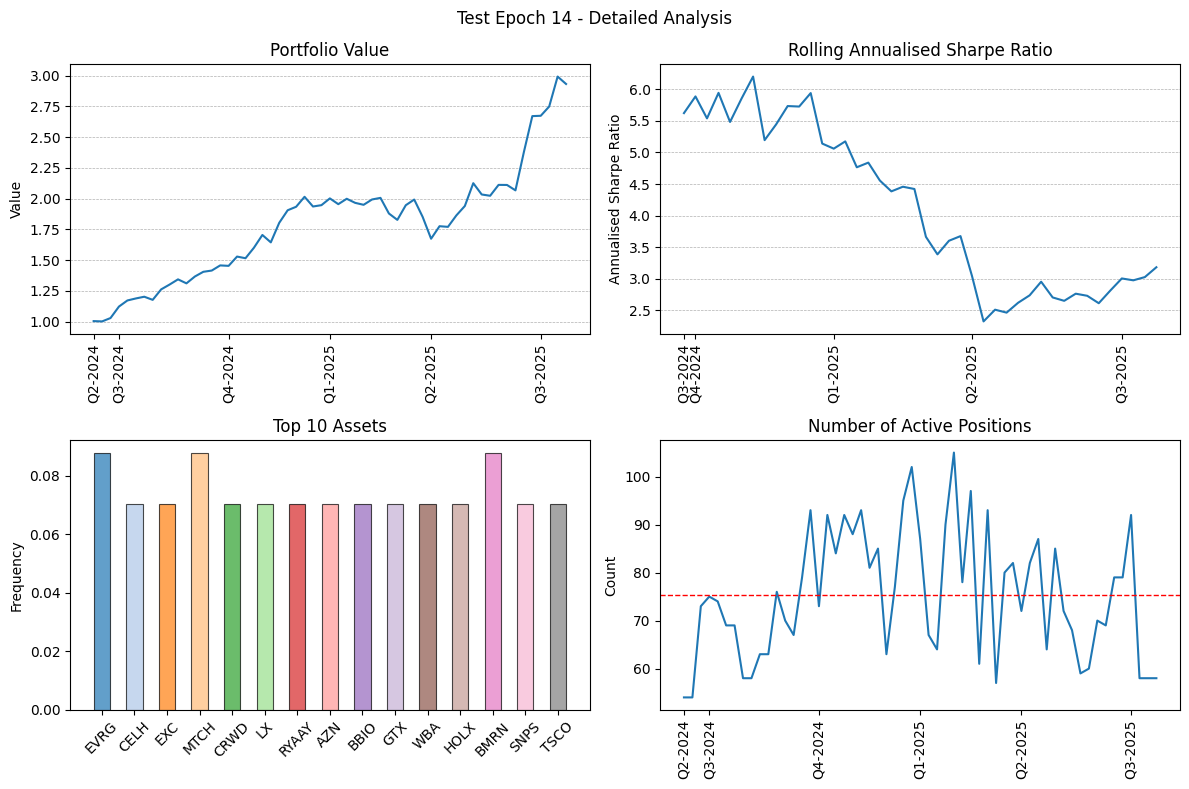 Test Epoch 14 - Detailed Analysis
Portfolio Value
Value
3.00
2.75
2.50
2.25
2.00
1.75
1.50
1.25
1.00
Q2-2024
Q3-2024
Q4-2024
Q1-2025
Q2-2025
Q3-2025
Rolling Annualised Sharpe Ratio
Annualised Sharpe Ratio
6.0
5.5
5.0
4.5
4.0
3.5
3.0
2.5
Q3-2024
Q4-2024
Q1-2025
Q2-2025
Q3-2025
Top 10 Assets
Frequency
0.08
0.06
0.04
0.02
0.00
EVRG
CELH
EXC
MTCH
CRWD
LX
RYAAY
AZN
BBIO
GTX
WBA
HOLX
BMRN
SNPS
TSCO
Number of Active Positions
Count
100
90
80
70
60
Q2-2024
Q3-2024
Q4-2024
Q1-2025
Q2-2025
Q3-2025